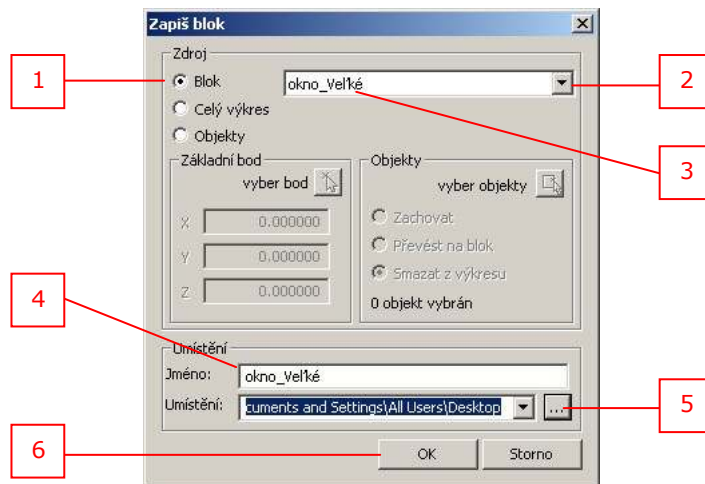 Zapiš blok
Zdroj
1
Blok
okno_Veľké
2
Celý výkres
Objekty
3
Základní bod
Objekty
vyber bod
vyber objekty
X 0.000000
Zachovat
Y 0.000000
Převést na blok
Z 0.000000
Smazat z výkresu
4
0 objekt vybrán
Umístění
Jméno: okno_Veľké
Umístění: cuments and Settings\All Users\Desktop ...
5
6
OK Storno